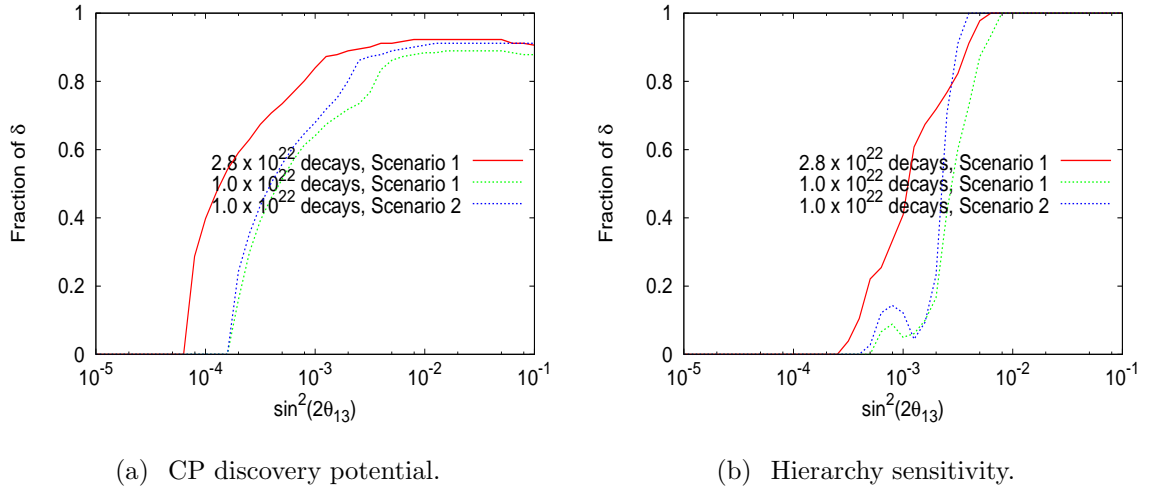 1
0.8
0.6
0.4
0.2
0
Fraction of δ
2.8 x 10^22 decays, Scenario 1
1.0 x 10^22 decays, Scenario 1
1.0 x 10^22 decays, Scenario 2
10^-5 10^-4 10^-3 10^-2 10^-1
sin^2(2θ_13)
(a) CP discovery potential.
1
0.8
0.6
0.4
0.2
0
Fraction of δ
2.8 x 10^22 decays, Scenario 1
1.0 x 10^22 decays, Scenario 1
1.0 x 10^22 decays, Scenario 2
10^-5 10^-4 10^-3 10^-2 10^-1
sin^2(2θ_13)
(b) Hierarchy sensitivity.